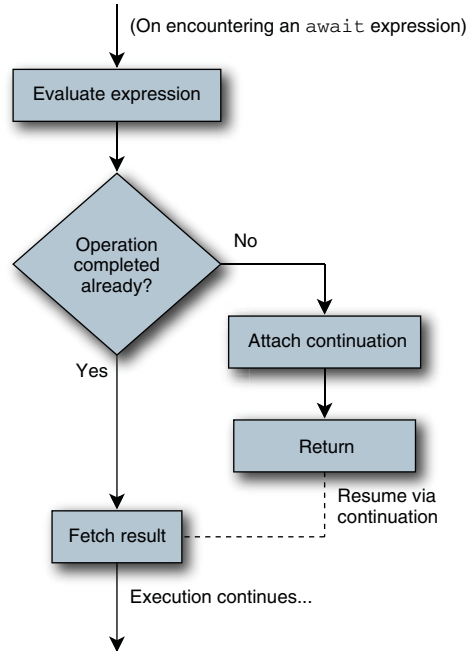 (On encountering an await expression)
Evaluate expression
Operation
completed
already?
No
Attach continuation
Yes
Return
Resume via
continuation
Fetch result
Execution continues...